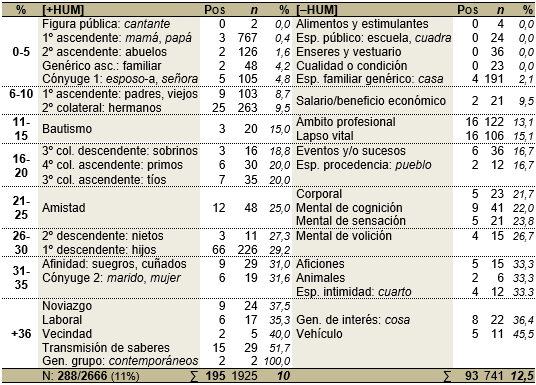 % [+HUM] Pos n % [–HUM] Pos n %
0-5 Figura pública: cantante 0 2 0,0 Alimentos y estimulantes 0 4 0,0
1º ascendente: mamá, papá 3 767 0,4 Esp. público: escuela, cuadra 0 24 0,0
2º ascendente: abuelos 2 126 1,6 Enseres y vestuario 0 36 0,0
Genérico asc.: familiar 2 48 4,2 Cualidad o condición 0 23 0,0
Cónyuge 1: esposo-a, señora 5 105 4,8 Esp. familiar genérico: casa 4 191 2,1
6-10 1º ascendente: padres, viejos 9 103 8,7 Salario/beneficio económico 2 21 9,5
2º colateral: hermanos 25 263 9,5
11-15 Bautismo 3 20 15,0 Ámbito profesional 16 122 13,1
Lapso vital 16 106 15,1
16-20 3º col. descendente: sobrinos 3 16 18,8 Eventos y/o sucesos 6 36 16,7
4º col. ascendente: primos 6 30 20,0 Esp. procedencia: pueblo 2 12 16,7
3º col. ascendente: tíos 7 35 20,0
21-25 Amistad 12 48 25,0 Corporal 5 23 21,7
Mental de cognición 9 41 22,0
Mental de sensación 5 21 23,8
26-30 2º descendente: nietos 3 11 27,3 Mental de volición 4 15 26,7
1º descendente: hijos 66 226 29,2
31-35 Afinidad: suegros, cuñados 9 29 31,0 Aficiones 5 15 33,3
Cónyuge 2: marido, mujer 6 19 31,6 Animales 2 6 33,3
Esp. intimidad: cuarto 4 12 33.3
+36 Noviazgo 9 24 37,5
Laboral 6 17 35,3 Gen. de interés: cosa 8 22 36,4
Vecindad 2 5 40,0 Vehículo 5 11 45,5
Transmisión de saberes 15 29 51,7
Gen. grupo: contemporáneos 2 2 100,0
N: 288/2666 (11%) ∑ 195 1925 10 ∑ 93 741 12,5